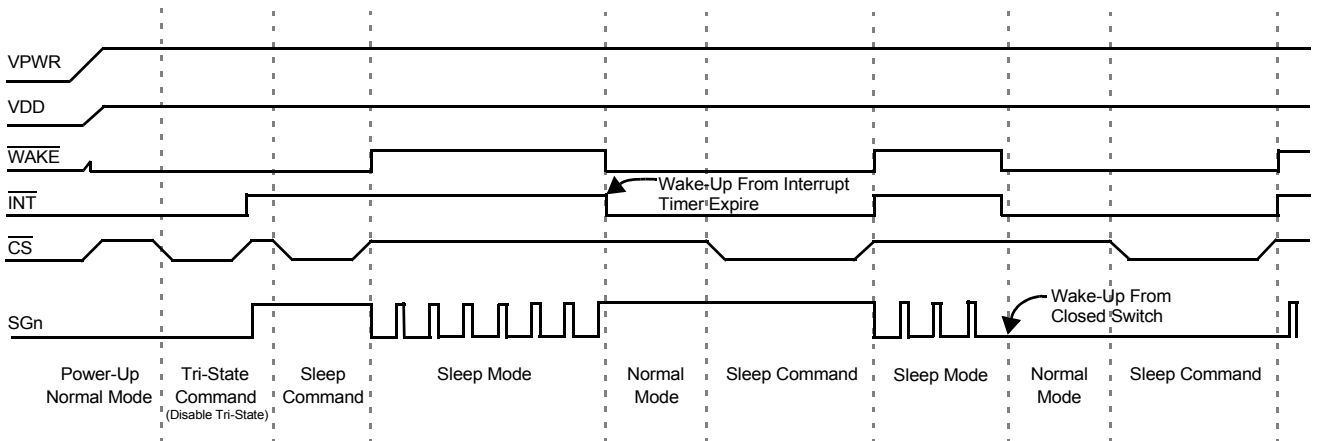 VPWR
VDD
WAKE
INT
CS
SGn
Wake-Up From Interrupt
Timer Expire
Wake-Up From
Closed Switch
Power-Up
Normal Mode
Tri-State
Command
(Disable Tri-State)
Sleep
Command
Sleep Mode
Normal
Mode
Sleep Command
Sleep Mode
Normal
Mode
Sleep Command